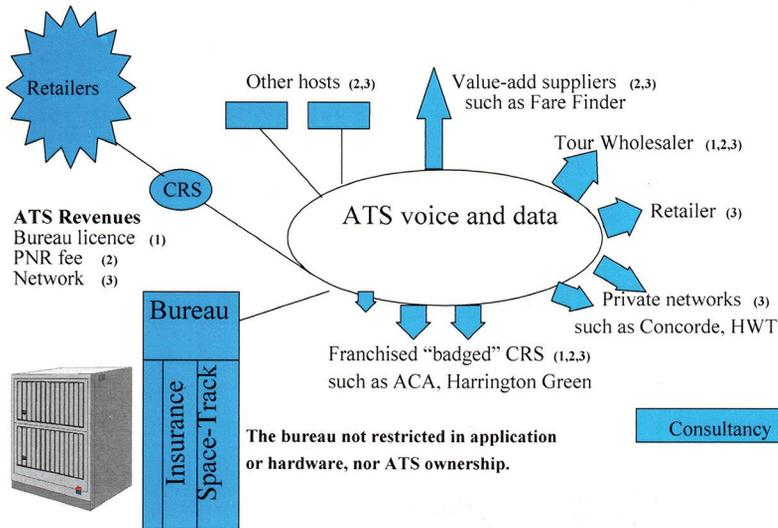 Retailers
Other hosts (2,3)
Value-add suppliers (2,3)
such as Fare Finder
Tour Wholesaler (1,2,3)
CRS
ATS voice and data
Retailer (3)
ATS Revenues
Bureau licence (1)
PNR fee (2)
Network (3)
Private networks (3)
such as Concorde, HWT
Bureau
Franchised “badged” CRS (1,2,3)
such as ACA, Harrington Green
Insurance
Space-Track
The bureau not restricted in application
or hardware, nor ATS ownership.
Consultancy